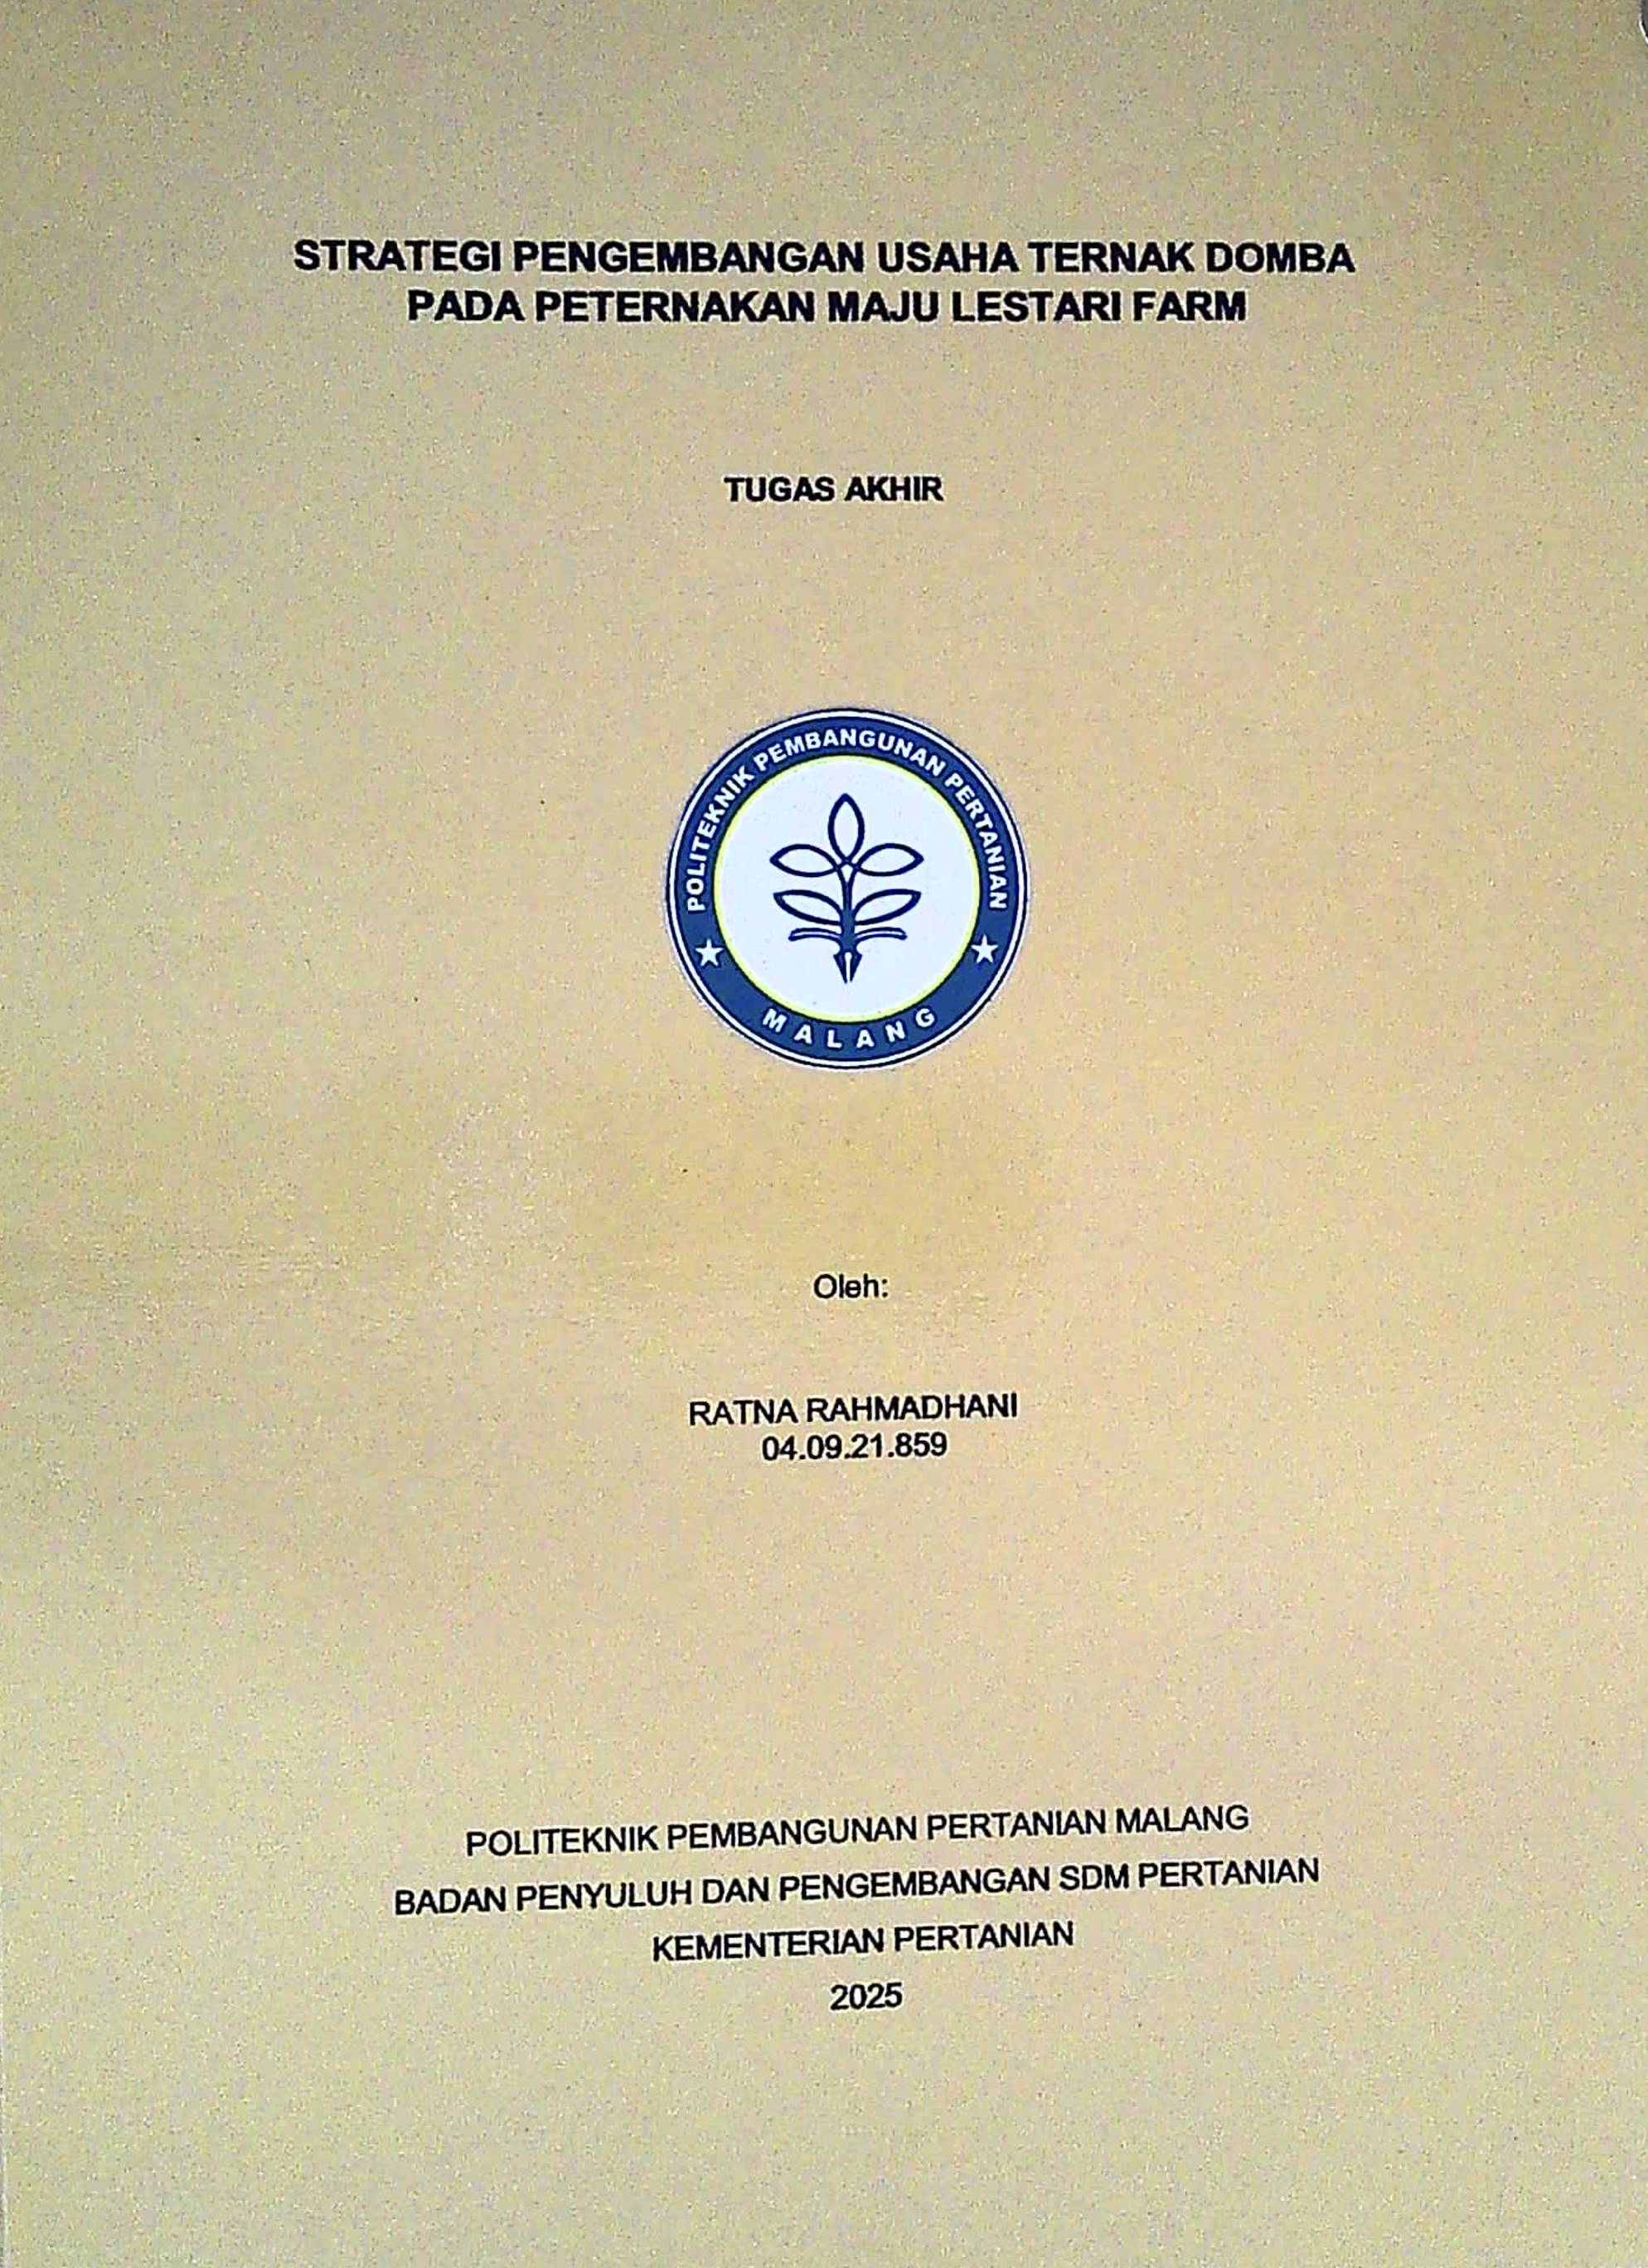 STRATEGI PENGEMBANGAN USAHA TERNAK DOMBA
PADA PETERNAKAN MAJU LESTARI FARM
TUGAS AKHIR
POLITEKNIK PEMBANGUNAN PERTANIAN
MALANG
Oleh:
RATNA RAHMADHANI
04.09.21.859
POLITEKNIK PEMBANGUNAN PERTANIAN MALANG
BADAN PENYULUH DAN PENGEMBANGAN SDM PERTANIAN
KEMENTERIAN PERTANIAN
2025